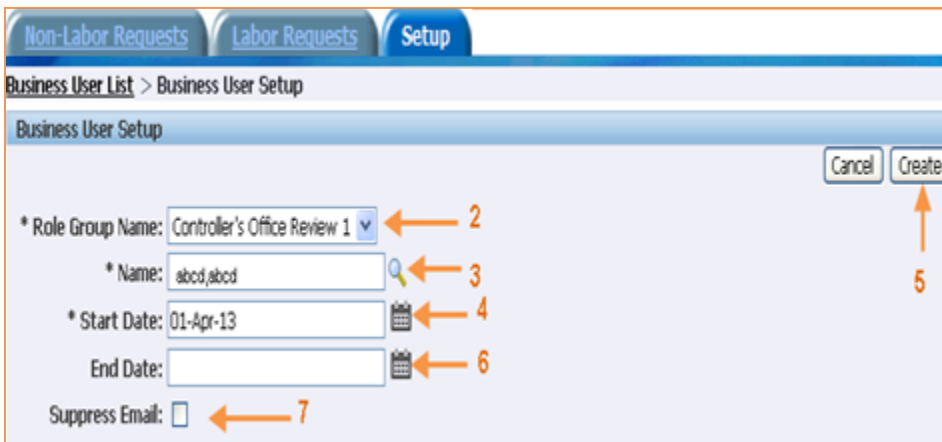 Non-Labor Requests Labor Requests Setup
Business User List > Business User Setup
Business User Setup
Cancel Create
* Role Group Name: Controller's Office Review 1 2
* Name: abcd,abcd 3
5
* Start Date: 01-Apr-13 4
End Date: 6
Suppress Email: 7